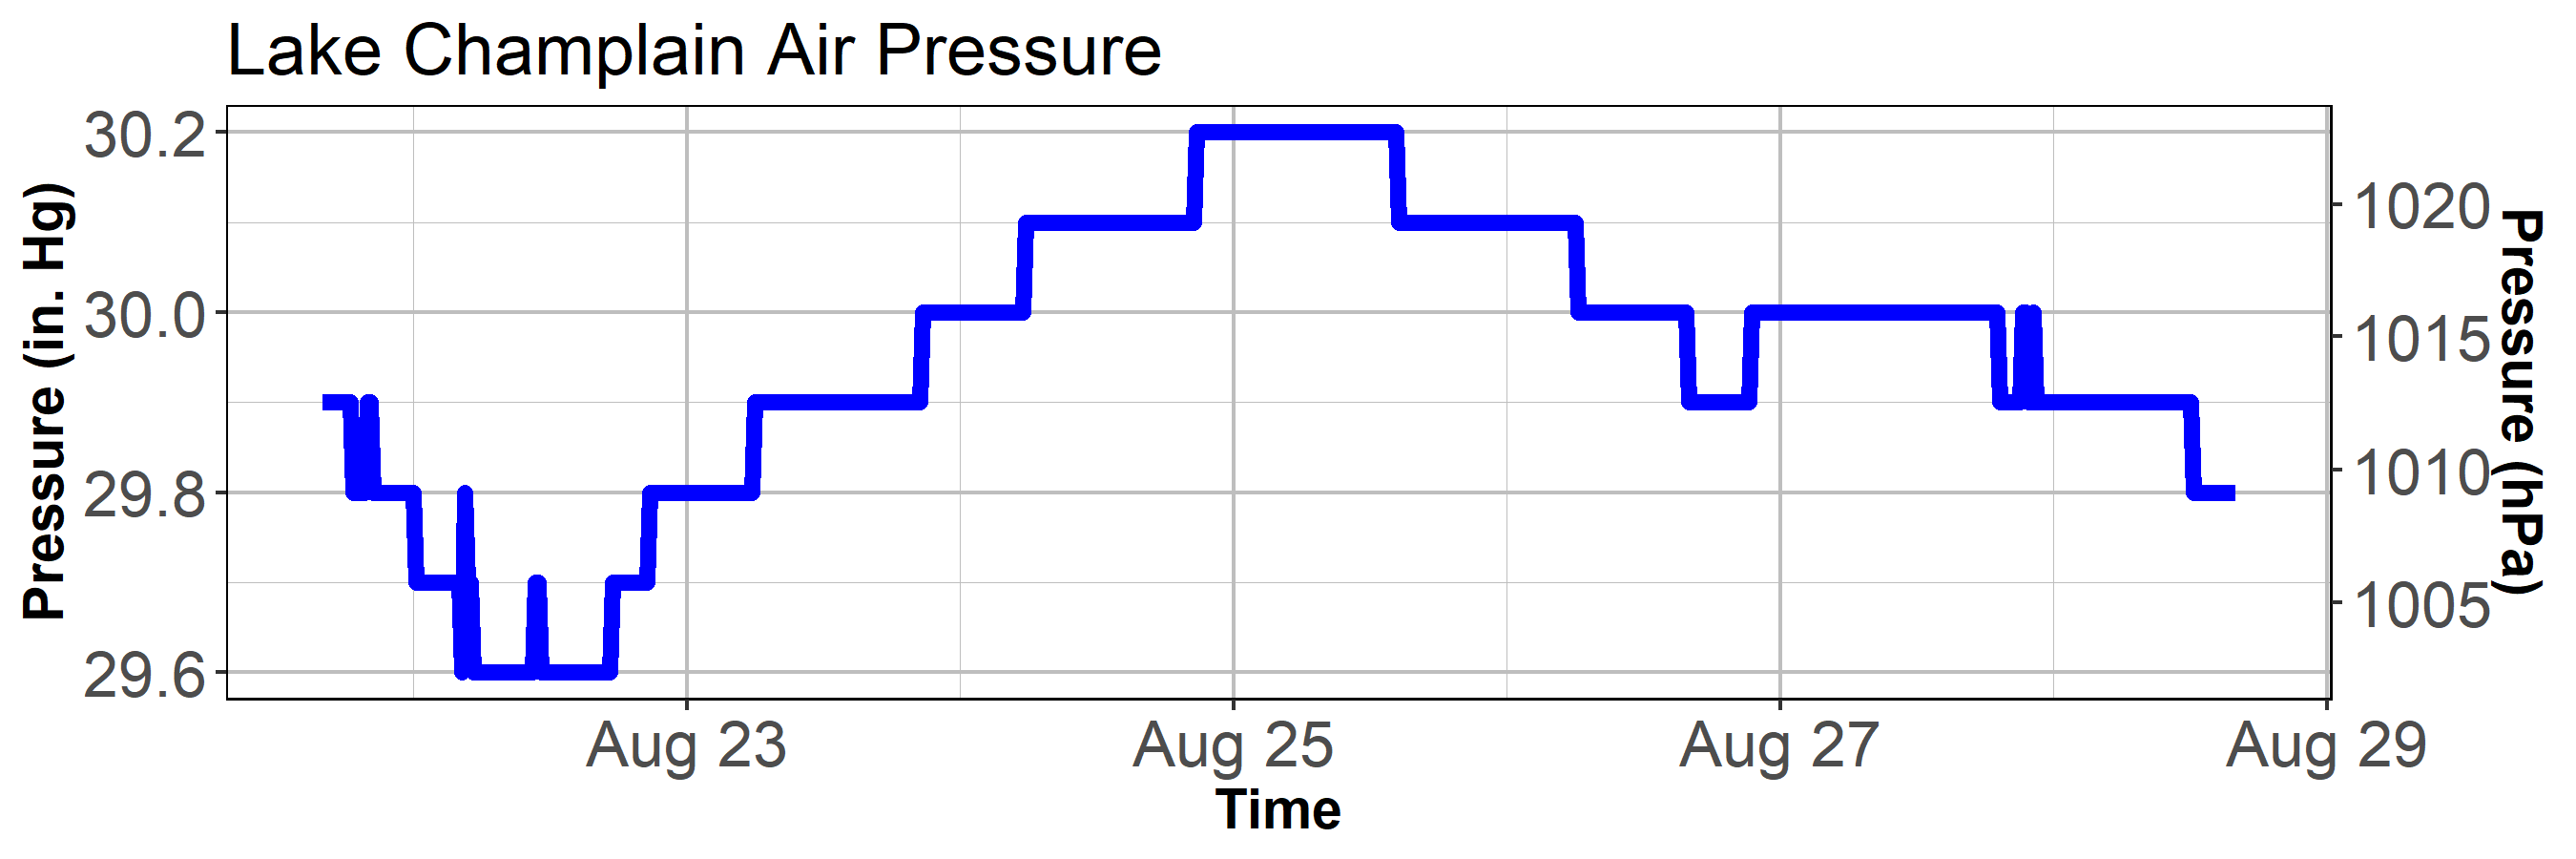 Lake Champlain Air Pressure
Pressure (in. Hg)
30.2
30.0
29.8
29.6
1020
1015
1010
1005
Pressure (hPa)
Aug 23
Aug 25
Aug 27
Aug 29
Time